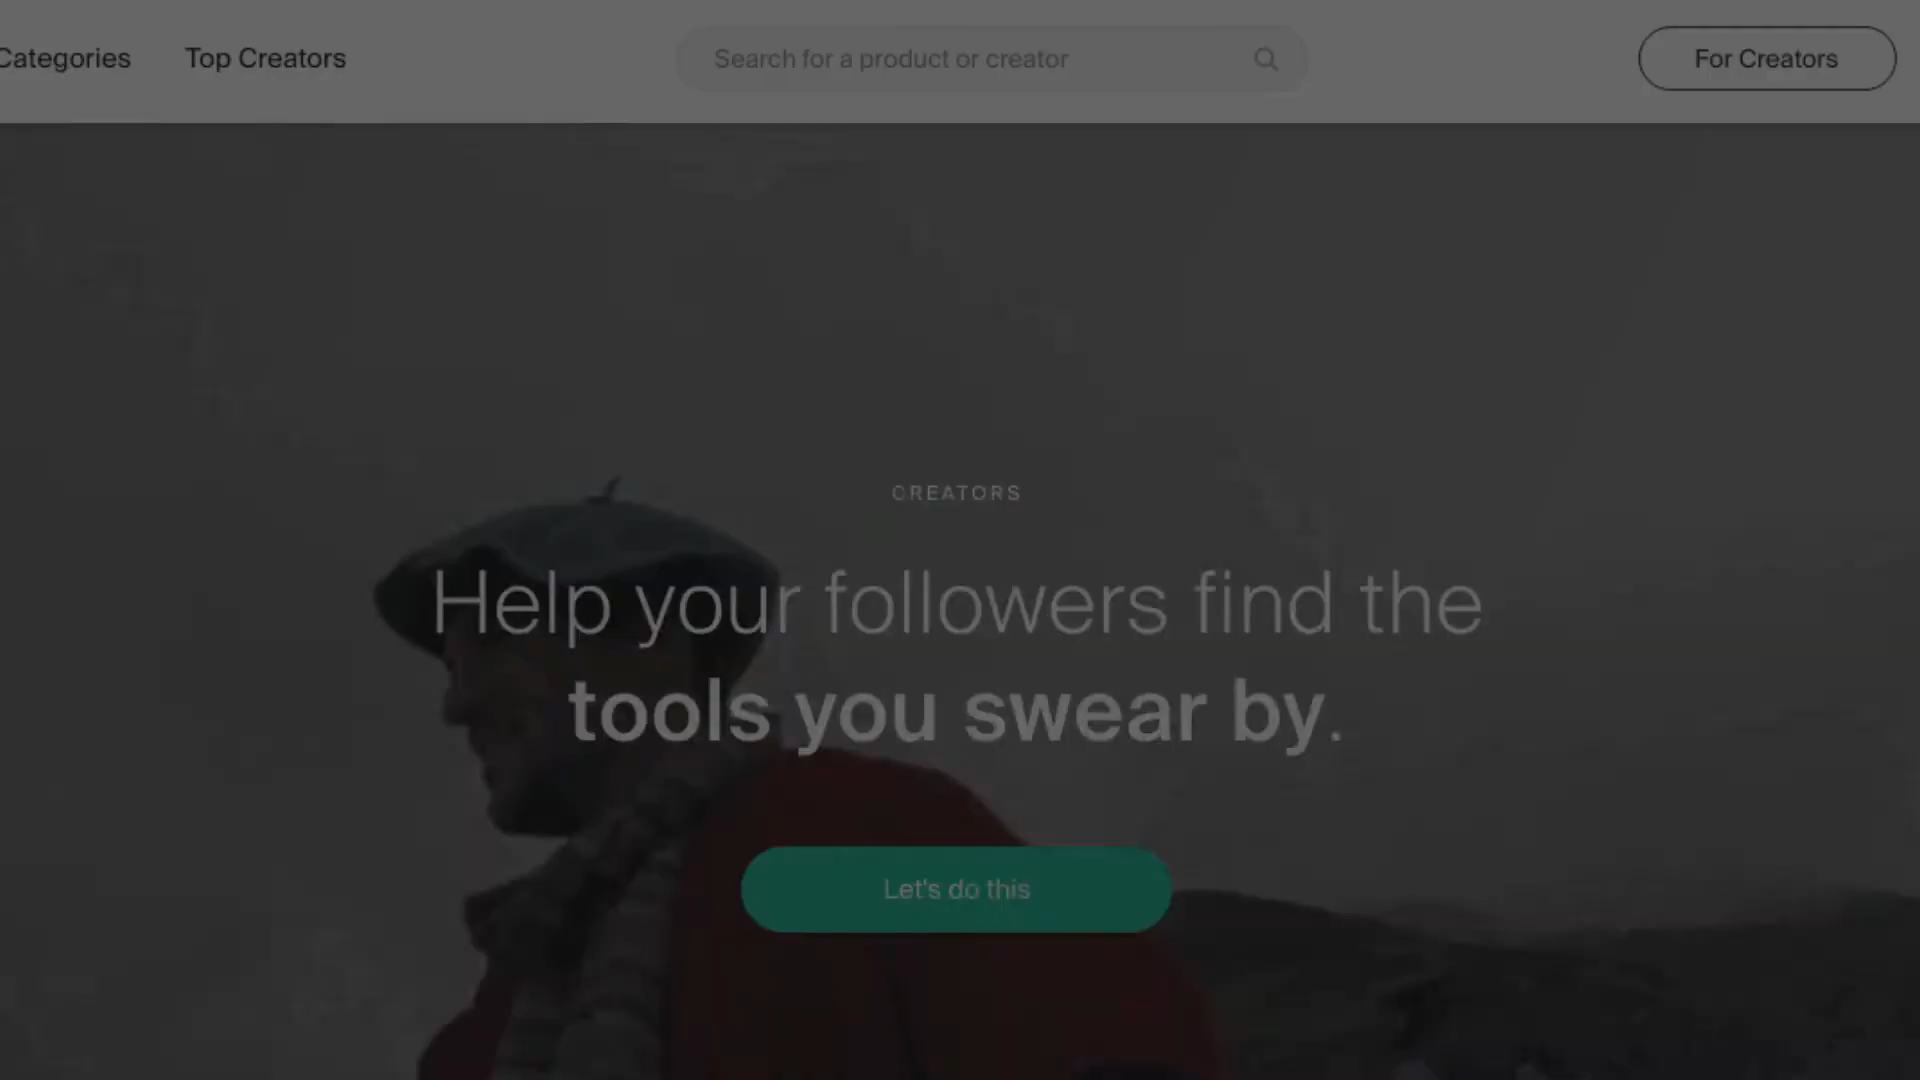 Categories
Top Creators
Search for a product or creator
For Creators
CREATORS
Help your followers find the
tools you swear by.
Let's do this